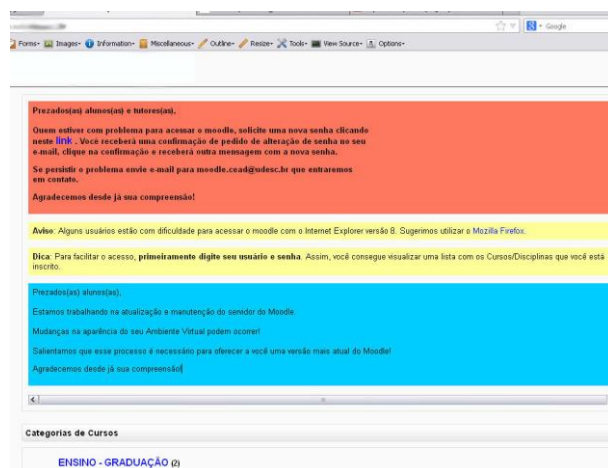 Google
Forms Images Information Miscellaneous Outline Resize Tools View Source Options
Prezados(as) alunos(as) e tutores(as),
Quem estiver com problema para acessar o moodle, solicite uma nova senha clicando
neste link . Você receberá uma confirmação de pedido de alteração de senha no seu
e-mail, clique na confirmação e receberá outra mensagem com a nova senha.
Se persistir o problema envie e-mail para moodle.cead@udesc.br que entraremos
em contato.
Agradecemos desde já sua compreensão!
Aviso: Alguns usuários estão com dificuldade para acessar o moodle com o Internet Explorer versão 8. Sugerimos utilizar o Mozilla Firefox.
Dica: Para facilitar o acesso, primeiramente digite seu usuário e senha. Assim, você consegue visualizar uma lista com os Cursos/Disciplinas que você está
inscrito.
Prezados(as) alunos(as),
Estamos trabalhando na atualização e manutenção do servidor do Moodle.
Mudanças na aparência do seu Ambiente Virtual podem ocorrer!
Salientamos que esse processo é necessário para oferecer a você uma versão mais atual do Moodle!
Agradecemos desde já sua compreensão!
Categorias de Cursos
ENSINO - GRADUAÇÃO (2)